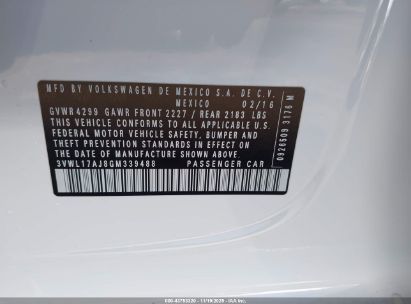 MFD BY VOLKSWAGEN DE MEXICO S.A. DE C.V.
MEXICO 02/16
GVWR4299 GAWR FRONT 2227 / REAR 2183 LBS
THIS VEHICLE CONFORMS TO ALL APPLICABLE U.S.
FEDERAL MOTOR VEHICLE SAFETY, BUMPER AND
THEFT PREVENTION STANDARDS IN EFFECT ON THE
DATE OF MANUFACTURE SHOWN ABOVE.
3VWL17AJ8GM339488 PASSENGER CAR
0926509 3176 M